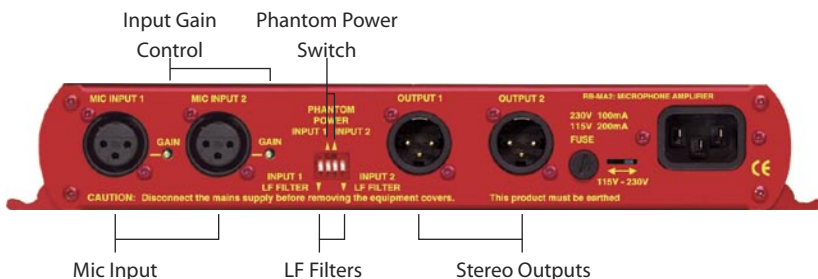 Input Gain
Control
Phantom Power
Switch
MIC INPUT 1
MIC INPUT 2
GAIN
GAIN
PHANTOM
POWER
INPUT 1
INPUT 2
INPUT 1
LF FILTER
INPUT 2
LF FILTER
OUTPUT 1
OUTPUT 2
RB-MA2: MICROPHONE AMPLIFIER
230V 100mA
115V 200mA
FUSE
115V - 230V
CE
CAUTION: Disconnect the mains supply before removing the equipment covers.
This product must be earthed
Mic Input
LF Filters
Stereo Outputs